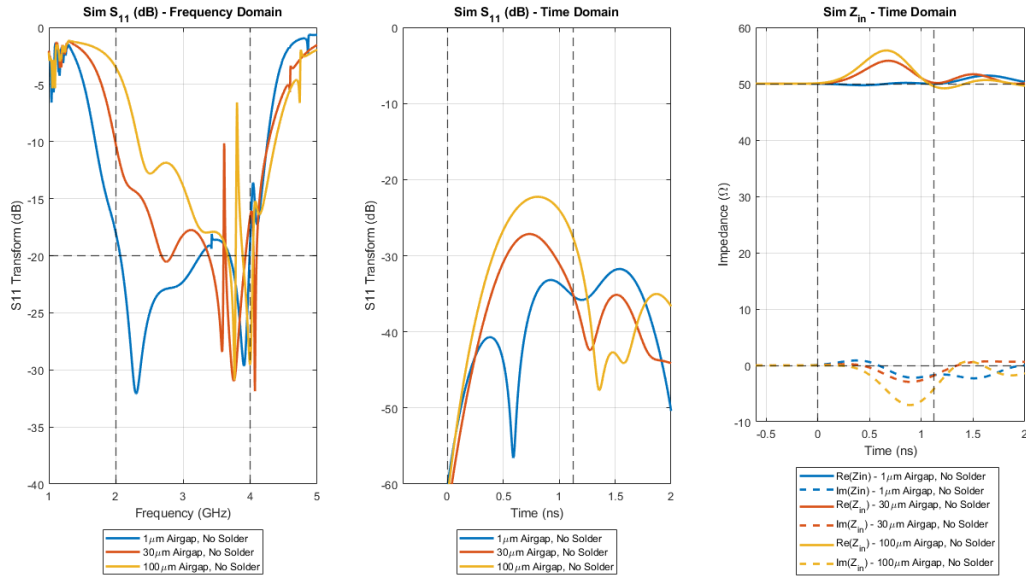 Sim S11 (dB) - Frequency Domain
0
-5
-10
-15
-20
-25
-30
-35
-40
S11 Transform (dB)
1
2
3
4
5
Frequency (GHz)
1μm Airgap, No Solder
30μm Airgap, No Solder
100μm Airgap, No Solder
Sim S11 (dB) - Time Domain
0
-10
-20
-30
-40
-50
-60
S11 Transform (dB)
0
0.5
1
1.5
2
Time (ns)
1μm Airgap, No Solder
30μm Airgap, No Solder
100μm Airgap, No Solder
Sim Zin - Time Domain
60
50
40
30
20
10
0
-10
Impedance (Ω)
-0.5
0
0.5
1
1.5
2
Time (ns)
Re(Zin) - 1μm Airgap, No Solder
Im(Zin) - 1μm Airgap, No Solder
Re(Zin) - 30μm Airgap, No Solder
Im(Zin) - 30μm Airgap, No Solder
Re(Zin) - 100μm Airgap, No Solder
Im(Zin) - 100μm Airgap, No Solder